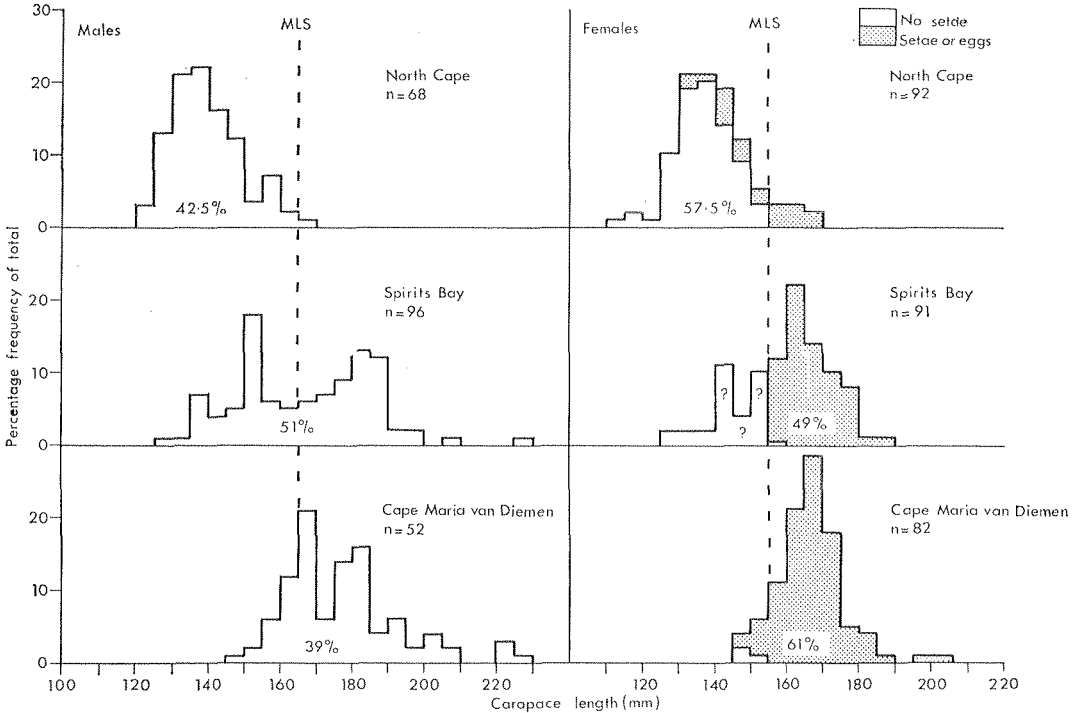 Males
MLS
North Cape
n=68
42·5%
Females
MLS
No setae
Setae or eggs
North Cape
n=92
57·5%
Spirits Bay
n=96
51%
Spirits Bay
n=91
?
?
?
49%
Cape Maria van Diemen
n=52
39%
Cape Maria van Diemen
n=82
61%
Percentage frequency of total
30
20
10
0
20
10
0
20
10
0
100
120
140
160
180
200
220
120
140
160
180
200
220
Carapace length (mm)